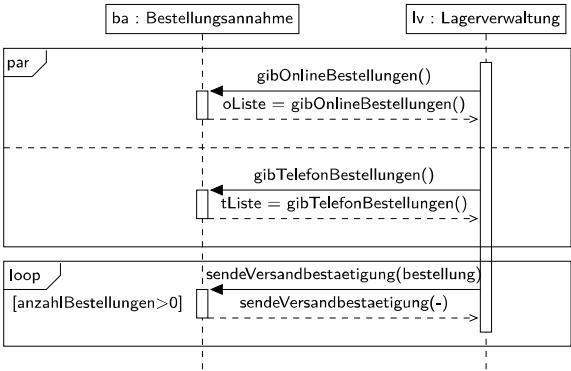 ba : Bestellungsannahme
lv : Lagerverwaltung
par
gibOnlineBestellungen()
oListe = gibOnlineBestellungen()
gibTelefonBestellungen()
tListe = gibTelefonBestellungen()
loop
sendeVersandbestaetigung(bestellung)
[anzahlBestellungen>0]
sendeVersandbestaetigung(-)